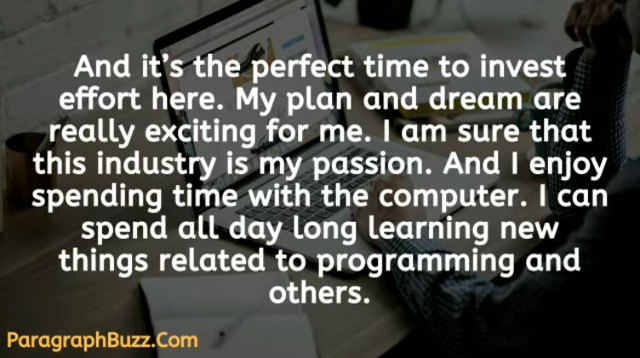 And it’s the perfect time to invest
effort here. My plan and dream are
really exciting for me. I am sure that
this industry is my passion. And I enjoy
spending time with the computer. I can
spend all day long learning new
things related to programming and
others.
ParagraphBuzz.Com